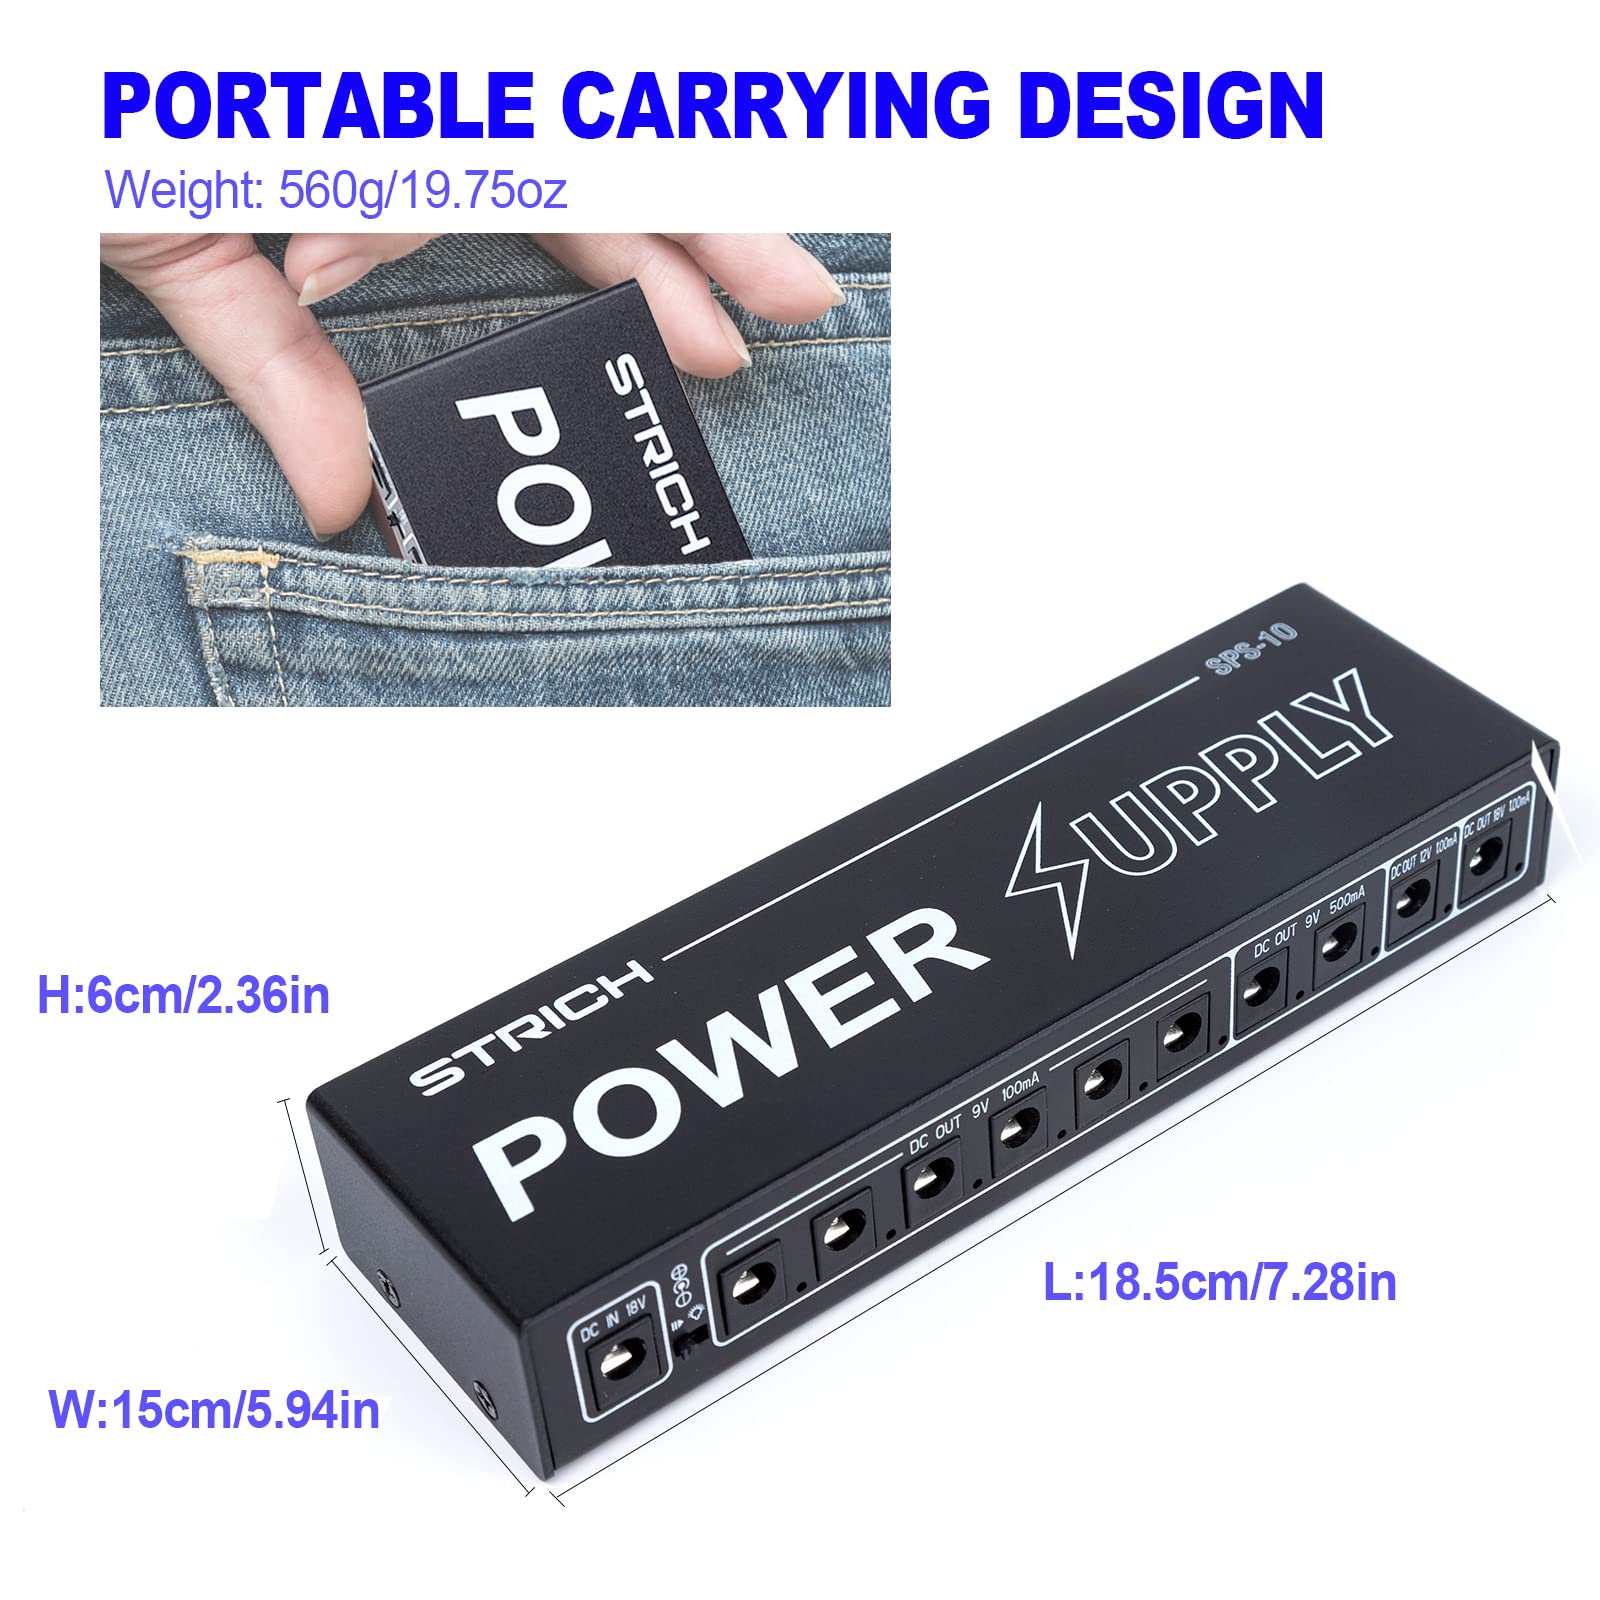 PORTABLE CARRYING DESIGN
Weight: 560g/19.75oz
STRICH
POW
SPS-10
STRICH
POWER SUPPLY
H:6cm/2.36in
W:15cm/5.94in
L:18.5cm/7.28in
DC IN 18V
DC OUT 9V 100mA
DC OUT 9V 500mA
DC OUT 12V 100mA
DC OUT 18V 100mA